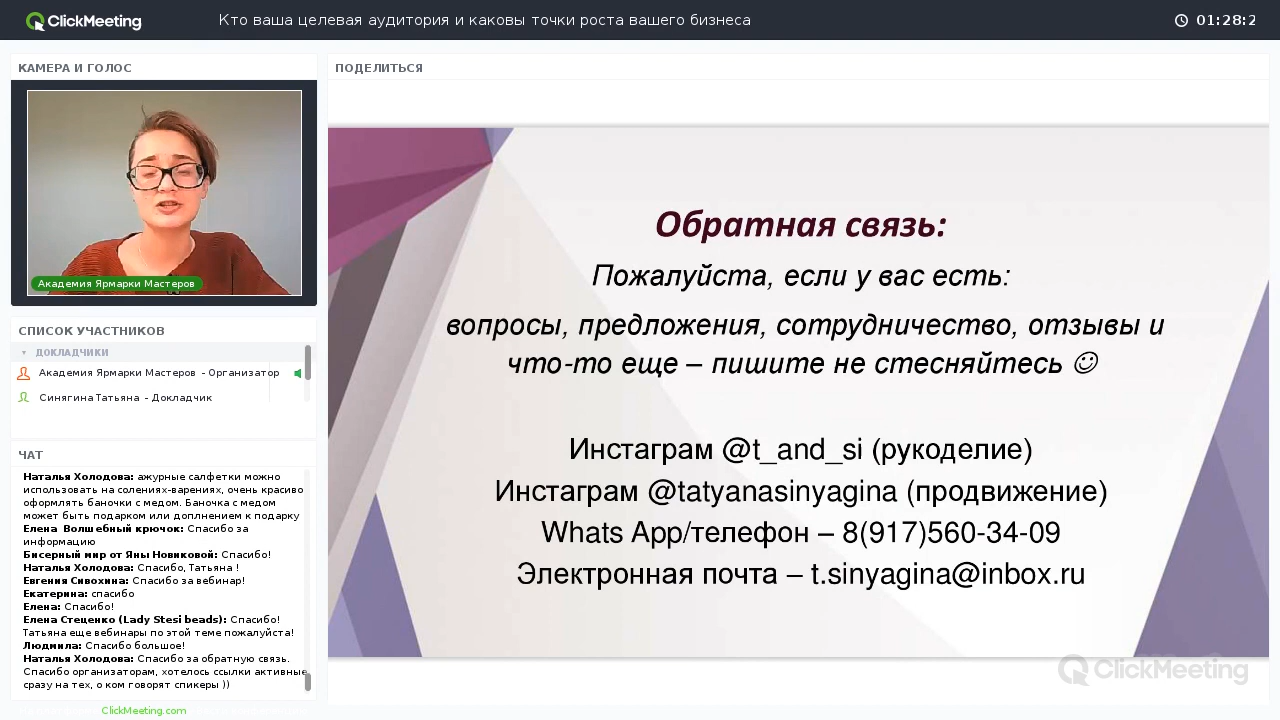 ClickMeeting
Кто ваша целевая аудитория и каковы точки роста вашего бизнеса
01:28:2
КАМЕРА И ГОЛОС
Академия Ярмарки Мастеров
СПИСОК УЧАСТНИКОВ
ДОКЛАДЧИКИ
Академия Ярмарки Мастеров - Организатор
Синягина Татьяна - Докладчик
ЧАТ
Наталья Холодова: ажурные салфетки можно
использовать на солениях-варениях, очень красиво
оформлять баночки с медом. Баночка с медом
может быть подарком или доплнением к подарку
Елена Волшебный крючок: Спасибо за
информацию
Бисерный мир от Яны Новиковой: Спасибо!
Наталья Холодова: Спасибо, Татьяна !
Евгения Сивохина: Спасибо за вебинар!
Екатерина: спасибо
Елена: Спасибо!
Елена Стеценко (Lady Stesi beads): Спасибо!
Татьяна еще вебинары по этой теме пожалуйста!
Людмила: Спасибо большое!
Наталья Холодова: Спасибо за обратную связь.
Спасибо организаторам, хотелось ссылки активные
сразу на тех, о ком говорят спикеры ))
ClickMeeting.com
ПОДЕЛИТЬСЯ
Обратная связь:
Пожалуйста, если у вас есть:
вопросы, предложения, сотрудничество, отзывы и
что-то еще – пишите не стесняйтесь ☺
Инстаграм @t_and_si (рукоделие)
Инстаграм @tatyanasinyagina (продвижение)
Whats App/телефон – 8(917)560-34-09
Электронная почта – t.sinyagina@inbox.ru
ClickMeeting